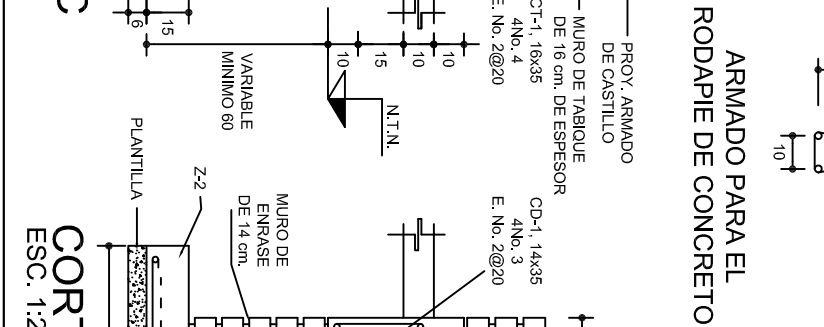 ARMADO PARA EL
RODAPIE DE CONCRETO
10
PROY. ARMADO
DE CASTILLO
MURO DE TABIQUE
DE 16 cm. DE ESPESOR
CT-1, 16x35
4No. 4
E. No. 2@20
CD-1, 14x35
4No. 3
E. No. 2@20
10
10
15
10
N.T.N.
VARIABLE
MINIMO 60
15
6
MURO DE
ENRASE
DE 14 cm.
Z-2
PLANTILLA
C
CORT
ESC. 1:2